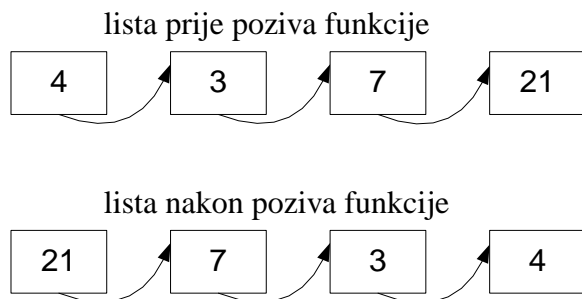 lista prije poziva funkcije
4 3 7 21
lista nakon poziva funkcije
21 7 3 4